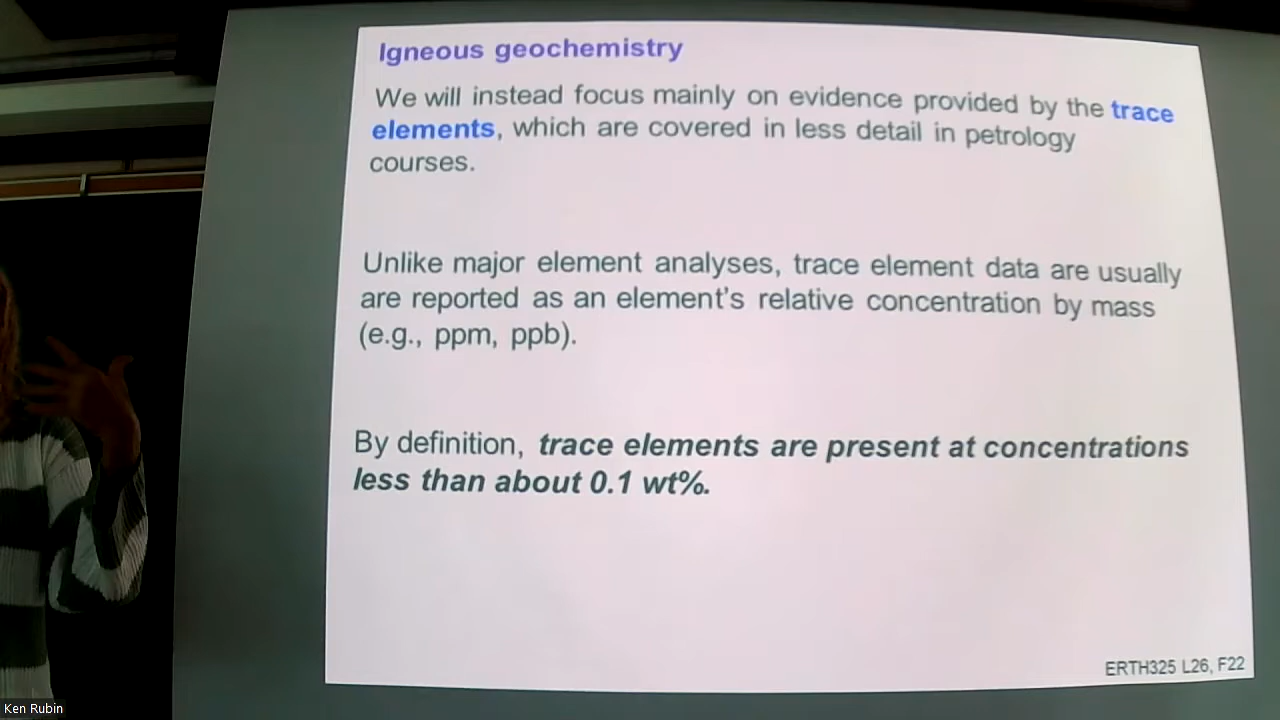 Igneous geochemistry
We will instead focus mainly on evidence provided by the trace
elements, which are covered in less detail in petrology
courses.
Unlike major element analyses, trace element data are usually
are reported as an element's relative concentration by mass
(e.g., ppm, ppb).
By definition, trace elements are present at concentrations
less than about 0.1 wt%.
ERTH325 L26, F22
Ken Rubin